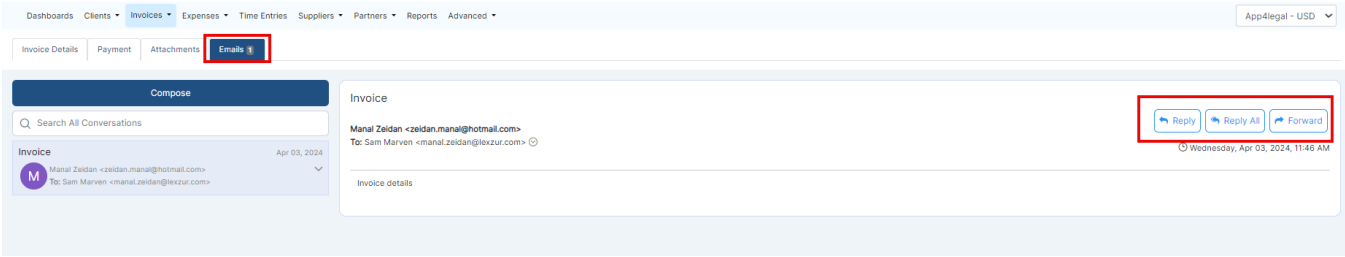 Dashboards Clients Invoices Expenses Time Entries Suppliers Partners Reports Advanced App4legal - USD
Invoice Details Payment Attachments Emails 1
Compose
Search All Conversations
Invoice Apr 03, 2024
M
Manal Zeidan <zeidan.manal@hotmail.com>
To: Sam Marven <manal.zeidan@lexzur.com>
Invoice
Reply Reply All Forward
Manal Zeidan <zeidan.manal@hotmail.com>
To: Sam Marven <manal.zeidan@lexzur.com>
Wednesday, Apr 03, 2024, 11:46 AM
Invoice details